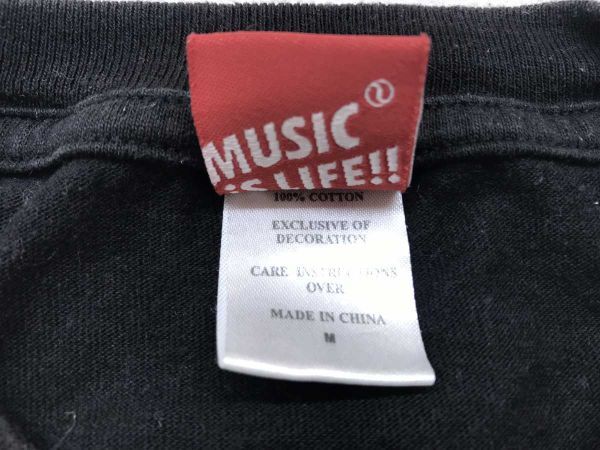 MUSIC
iS LIFE!!
100% COTTON
EXCLUSIVE OF
DECORATION
CARE INSTRUCTIONS
OVER
MADE IN CHINA
M